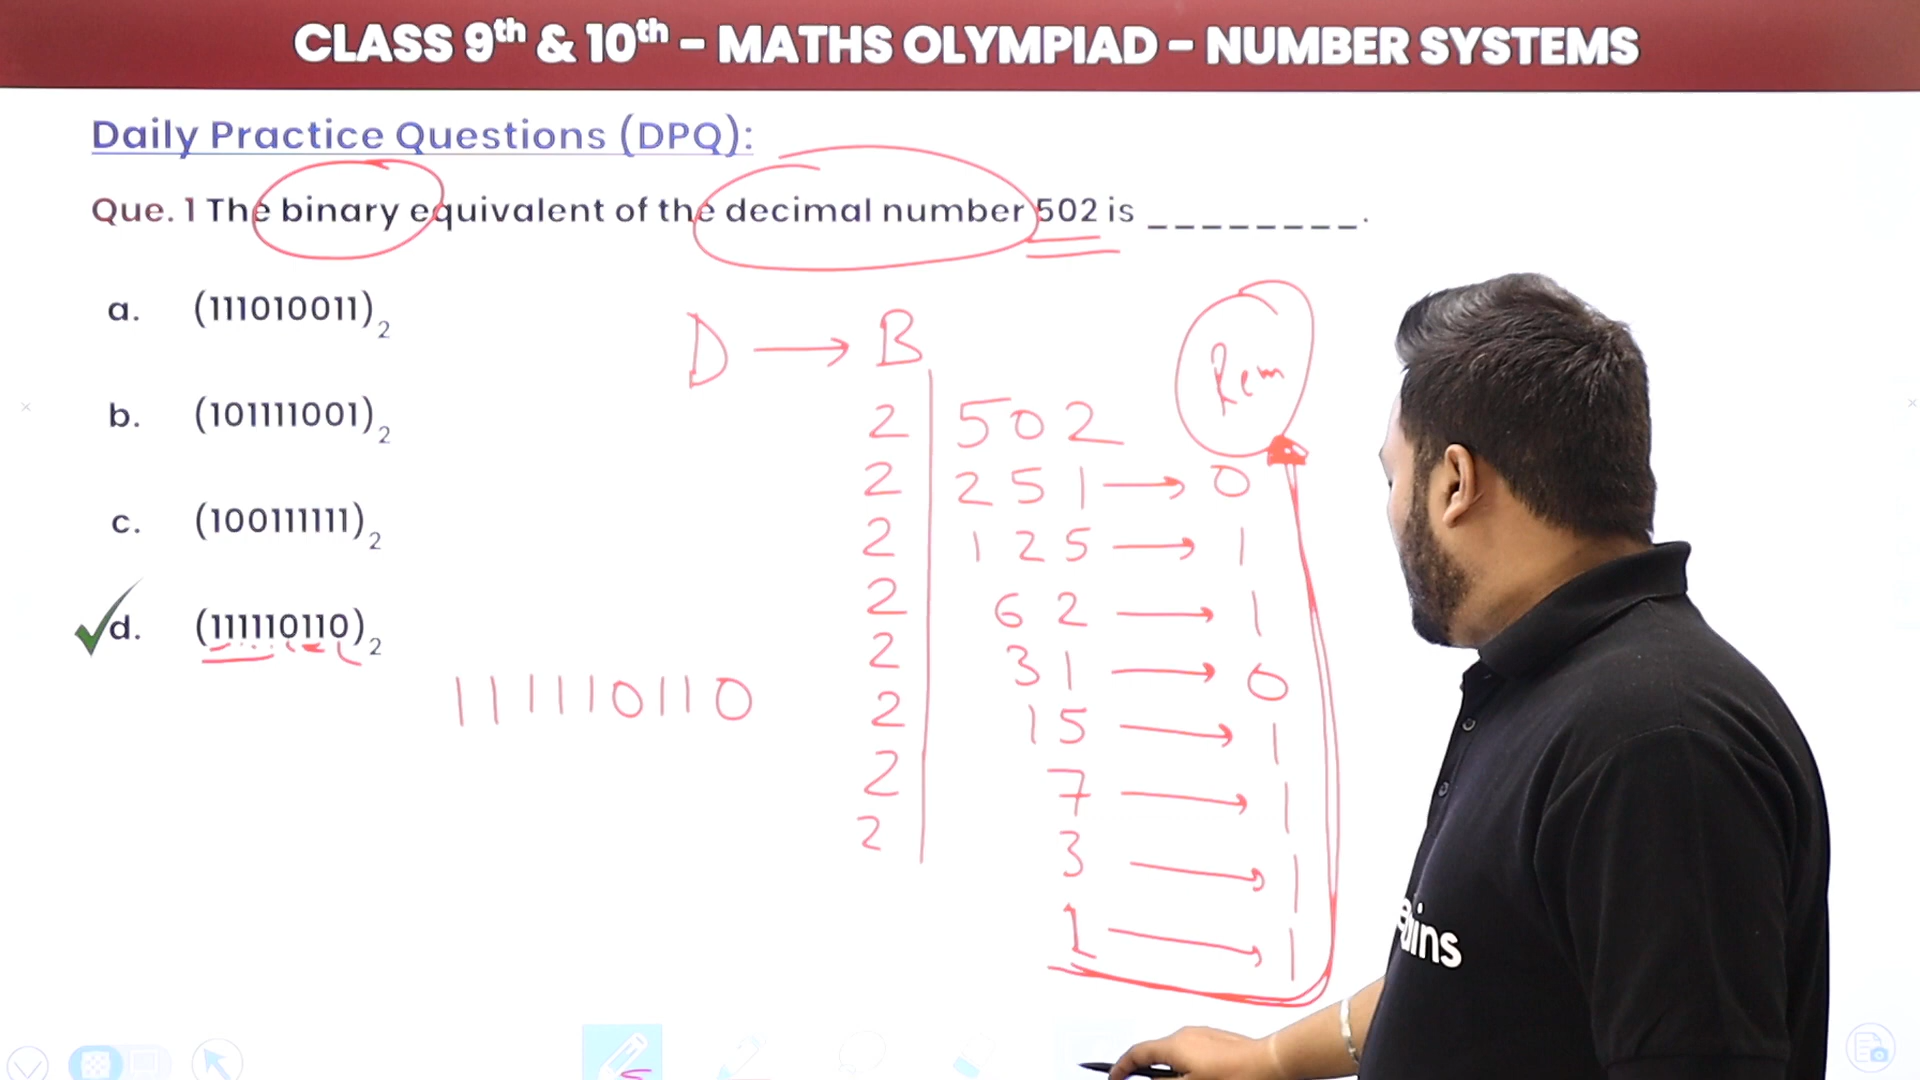 CLASS 9th & 10th – MATHS OLYMPIAD – NUMBER SYSTEMS
Daily Practice Questions (DPQ):
Que. 1 The binary equivalent of the decimal number 502 is ________.
a. (111010011)2
b. (101111001)2
c. (100111111)2
d. (111110110)2
111110110
D → B
Rem
2 502
2 251 → 0
2 125 → 1
2 62 → 1
2 31 → 0
2 15 → 1
2 7 → 1
2 3 → 1
1 → 1
ins